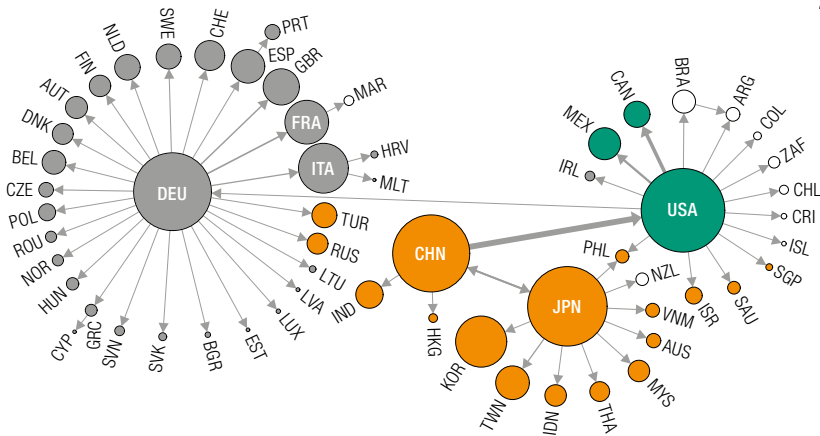 PRT
SWE
CHE
ESP
NLD
GBR
FIN
MAR
AUT
FRA
DNK
HRV
BEL
ITA
MLT
CZE
DEU
POL
TUR
ROU
RUS
NOR
LTU
HUN
LVA
CYP
GRC
SVN
SVK
BGR
EST
LUX
BRA
CAN
ARG
MEX
COL
ZAF
IRL
CHL
USA
CRI
ISL
PHL
SGP
CHN
NZL
SAU
ISR
IND
JPN
VNM
HKG
AUS
KOR
MYS
TWN
IDN
THA